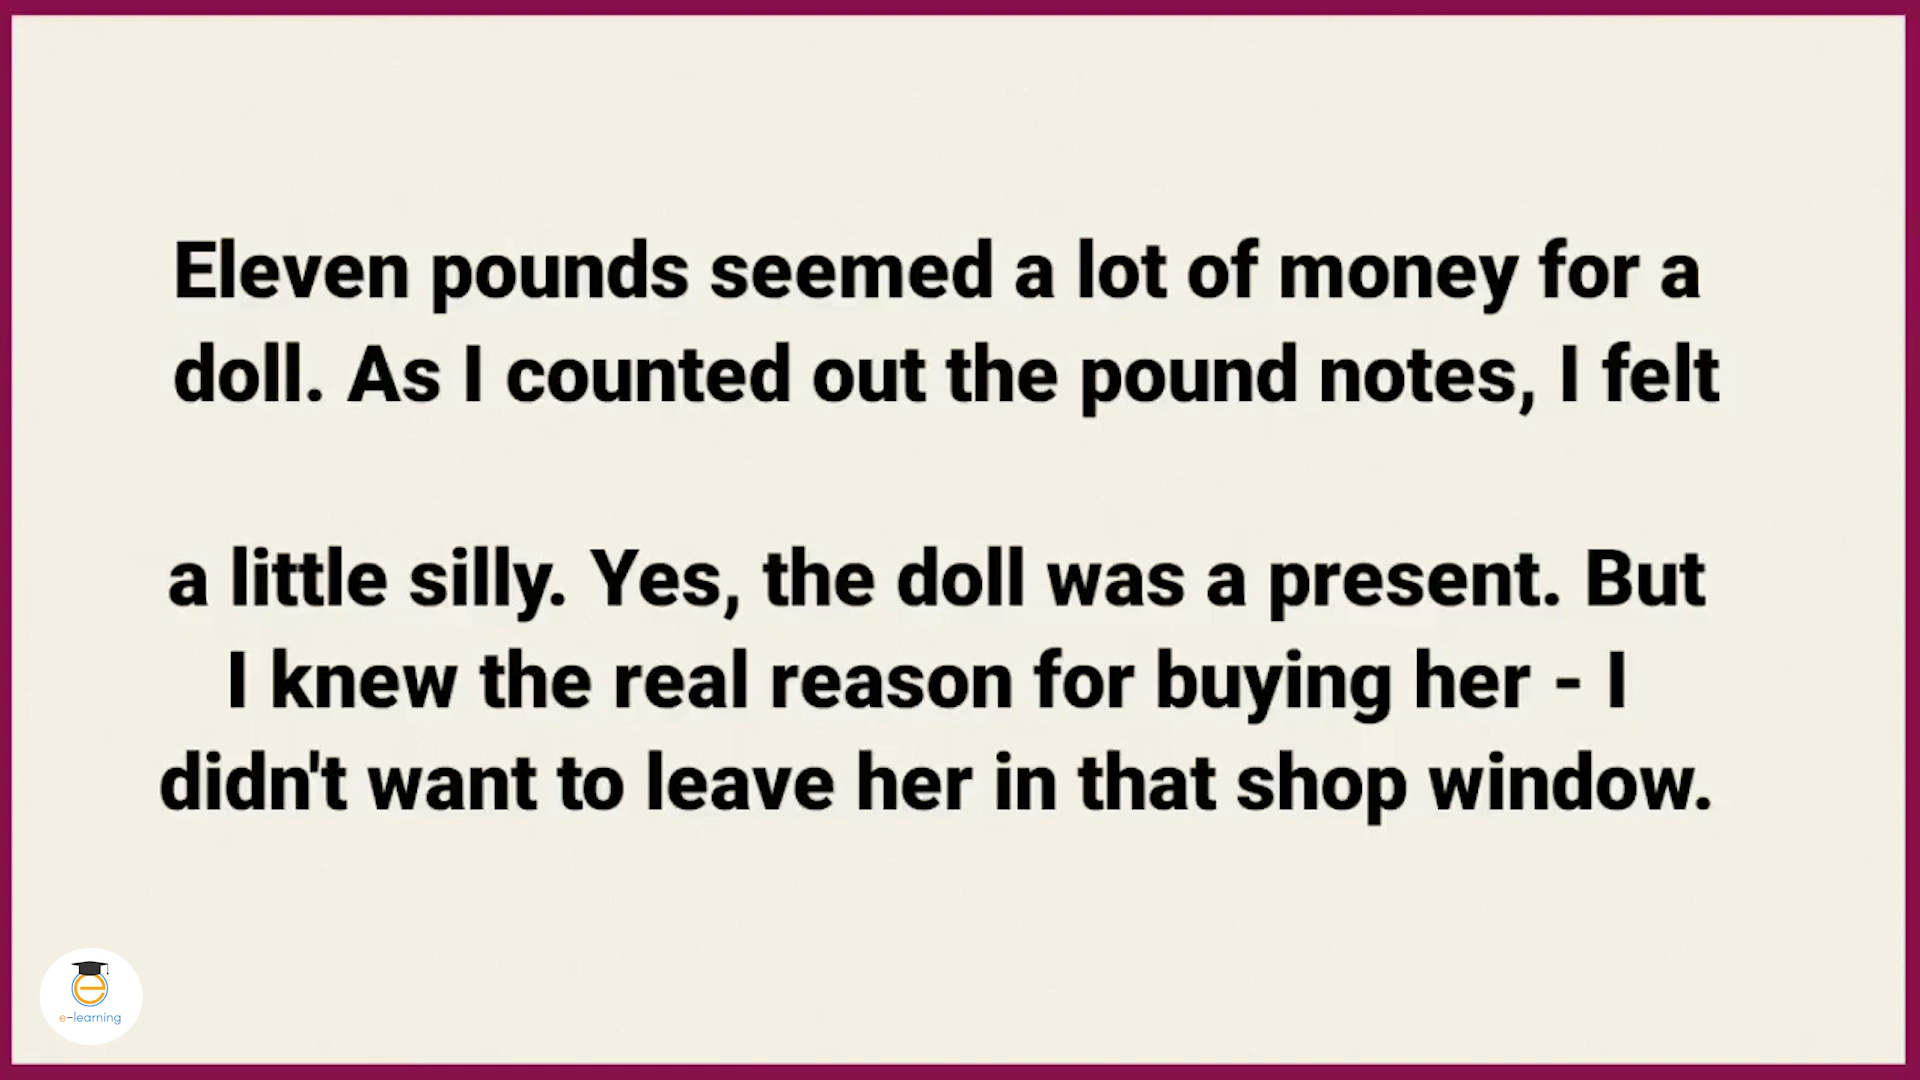 Eleven pounds seemed a lot of money for a
doll. As I counted out the pound notes, I felt
a little silly. Yes, the doll was a present. But
I knew the real reason for buying her - I
didn't want to leave her in that shop window.
e
e-learning